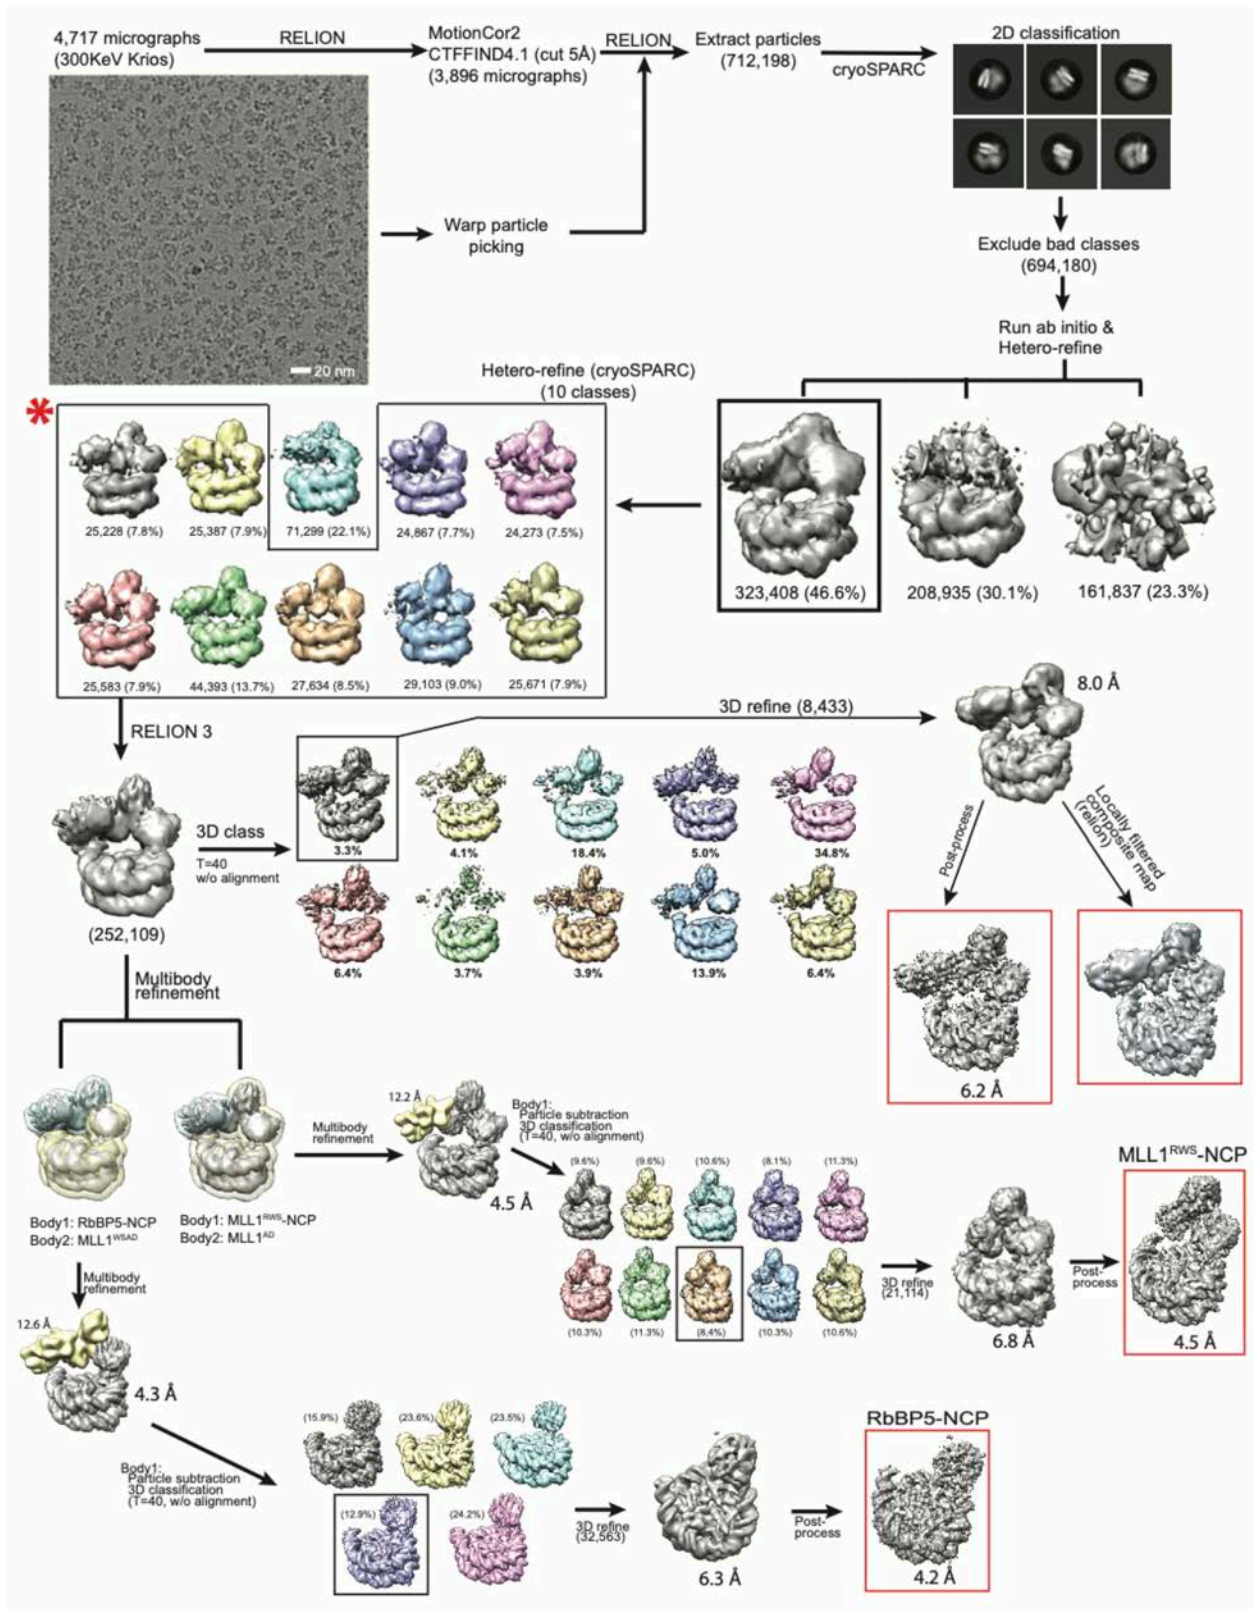 4,717 micrographs
(300KeV Krios)
RELION
MotionCor2
CTFFIND4.1 (cut 5Å)
(3,896 micrographs)
RELION
Extract particles
(712,198)
cryoSPARC
2D classification
Warp particle
picking
20 nm
Exclude bad classes
(694,180)
Run ab initio &
Hetero-refine
Hetero-refine (cryoSPARC)
(10 classes)
*
25,228 (7.8%)
25,387 (7.9%)
71,299 (22.1%)
24,867 (7.7%)
24,273 (7.5%)
323,408 (46.6%)
208,935 (30.1%)
161,837 (23.3%)
25,583 (7.9%)
44,393 (13.7%)
27,634 (8.5%)
29,103 (9.0%)
25,671 (7.9%)
RELION 3
3D refine (8,433)
8.0 Å
3D class
T=40
w/o alignment
3.3%
4.1%
18.4%
5.0%
34.8%
(252,109)
6.4%
3.7%
3.9%
13.9%
6.4%
Post-process
Locally filtered
composite map
(relion)
6.2 Å
Multibody
refinement
Body1: RbBP5-NCP
Body2: MLL1WSAD
Body1: MLL1RWS-NCP
Body2: MLL1AD
Multibody
refinement
12.2 Å
4.5 Å
Body1:
Particle subtraction
3D classification
(T=40, w/o alignment)
(9.6%)
(9.6%)
(10.6%)
(8.1%)
(11.3%)
(10.3%)
(11.3%)
(8.4%)
(10.3%)
(10.6%)
3D refine
(21,114)
6.8 Å
Post-
process
MLL1RWS-NCP
4.5 Å
Multibody
refinement
12.6 Å
4.3 Å
Body1:
Particle subtraction
3D classification
(T=40, w/o alignment)
(15.9%)
(23.6%)
(23.5%)
(12.9%)
(24.2%)
3D refine
(32,563)
6.3 Å
Post-
process
RbBP5-NCP
4.2 Å